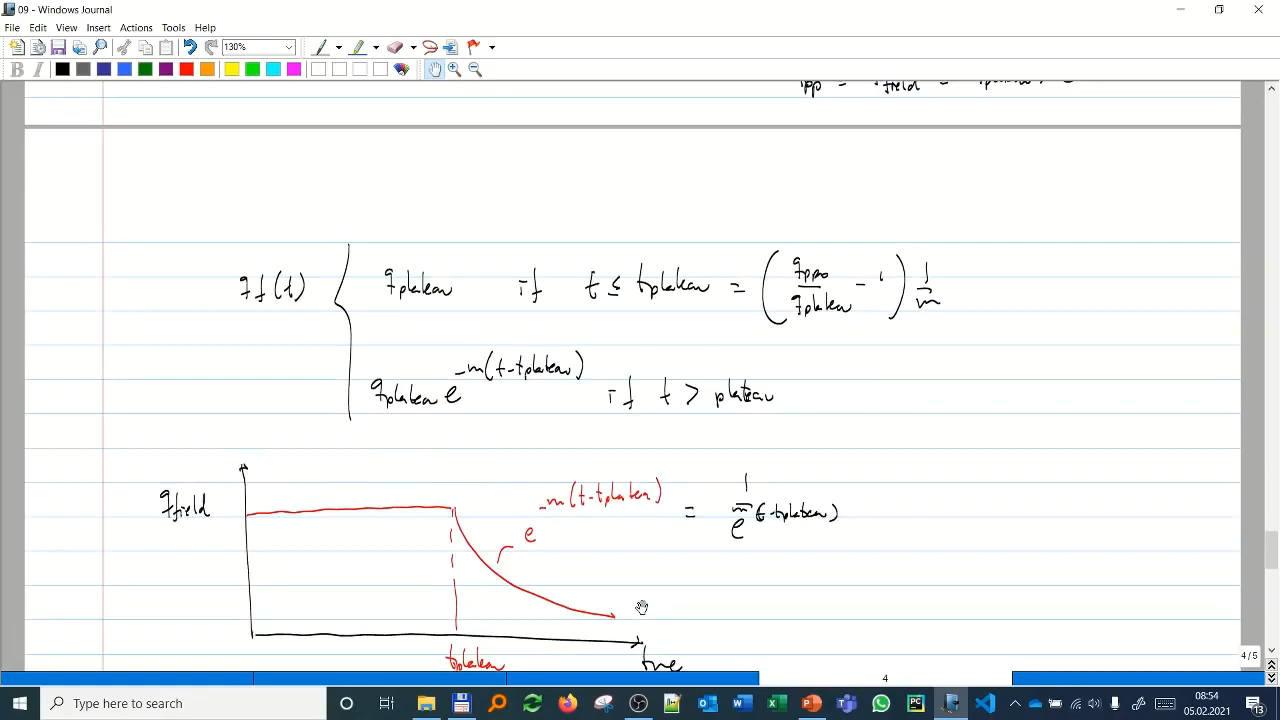 09 - Windows Journal
File Edit View Insert Actions Tools Help
130%
B I
qf(t)
qplateau if t ≤ tplateau = (qppo/qplateau - 1) 1/m
qplateau e^-m(t-tplateau) if t > plateau
qfield
e^-m(t-tplateau) = 1/e^m(t-tplateau)
tplateau
time
4/5
4
Type here to search
08:54
05.02.2021